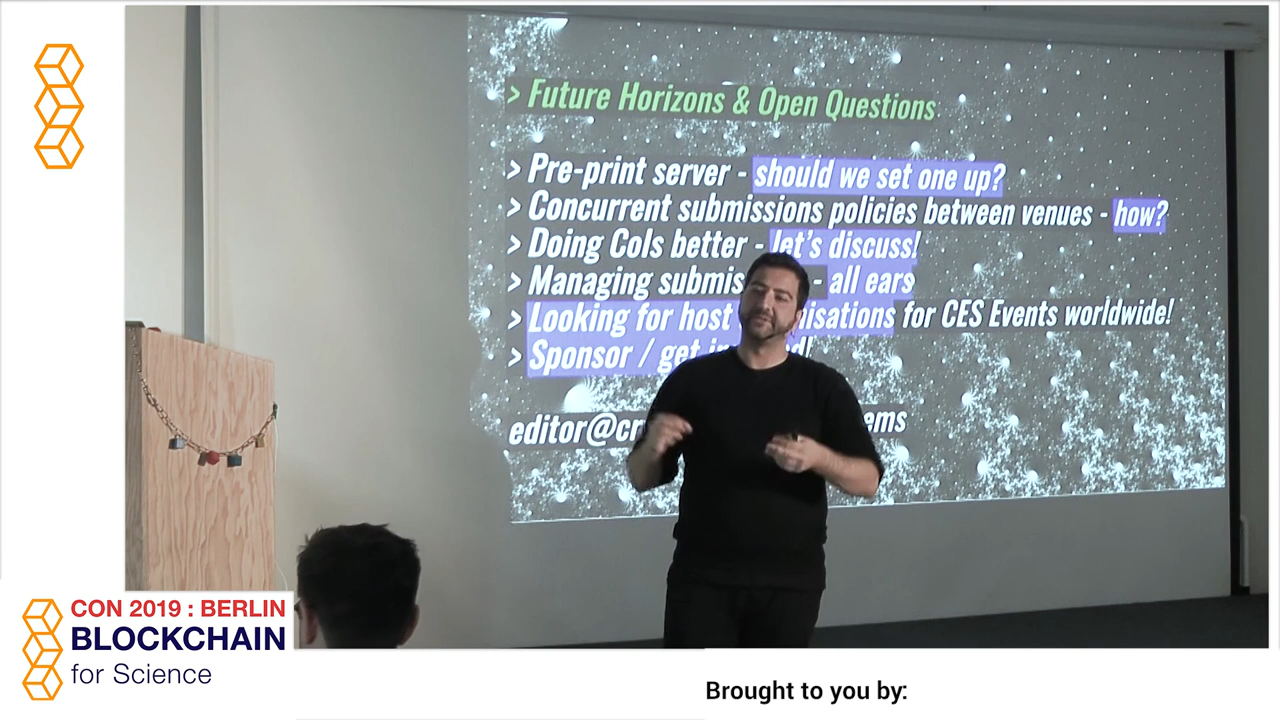 > Future Horizons & Open Questions
> Pre-print server - should we set one up?
> Concurrent submissions policies between venues - how?
> Doing CoIs better - let's discuss!
> Managing - all ears
> Looking for host for CES Events worldwide!
> Sponsor / get
editor@cr ems
CON 2019 : BERLIN
BLOCKCHAIN
for Science
Brought to you by: